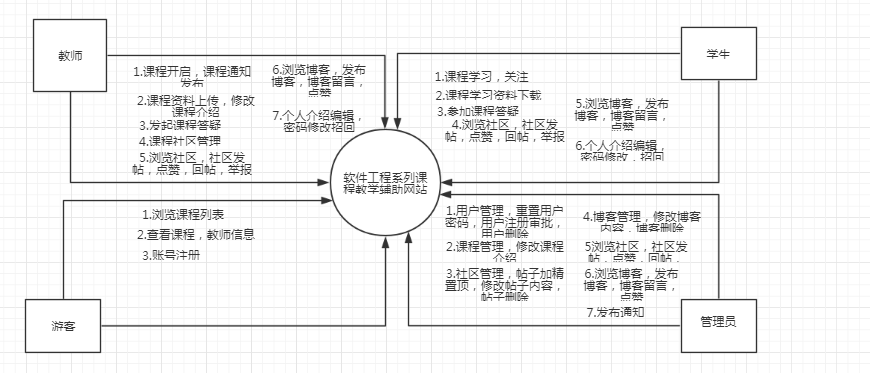 教师
1.课程开启，课程通知
发布
2.课程资料上传，修改
课程介绍
3.发起课程答疑
4.课程社区管理
5.浏览社区，社区发
帖，点赞，回帖，举报
6.浏览博客，发布
博客，博客留言，
点赞
7.个人介绍编辑，
密码修改招回
学生
1.课程学习，关注
2.课程学习资料下载
3.参加课程答疑
4.浏览社区，社区发
帖，点赞，回帖，举报
5.浏览博客，发布
博客，博客留言，
点赞
6.个人介绍编辑，
密码修改，招回
软件工程系列课
程教学辅助网站
1.浏览课程列表
2.查看课程，教师信息
3.账号注册
游客
1.用户管理，重置用户
密码，用户注册审批，
用户删除
2.课程管理，修改课程
介绍
3.社区管理，帖子加精
置顶，修改帖子内容，
帖子删除
4.博客管理，修改博客
内容，博客删除
5浏览社区，社区发
帖，点赞，回帖，
6.浏览博客，发布
博客，博客留言，
点赞
7.发布通知
管理员